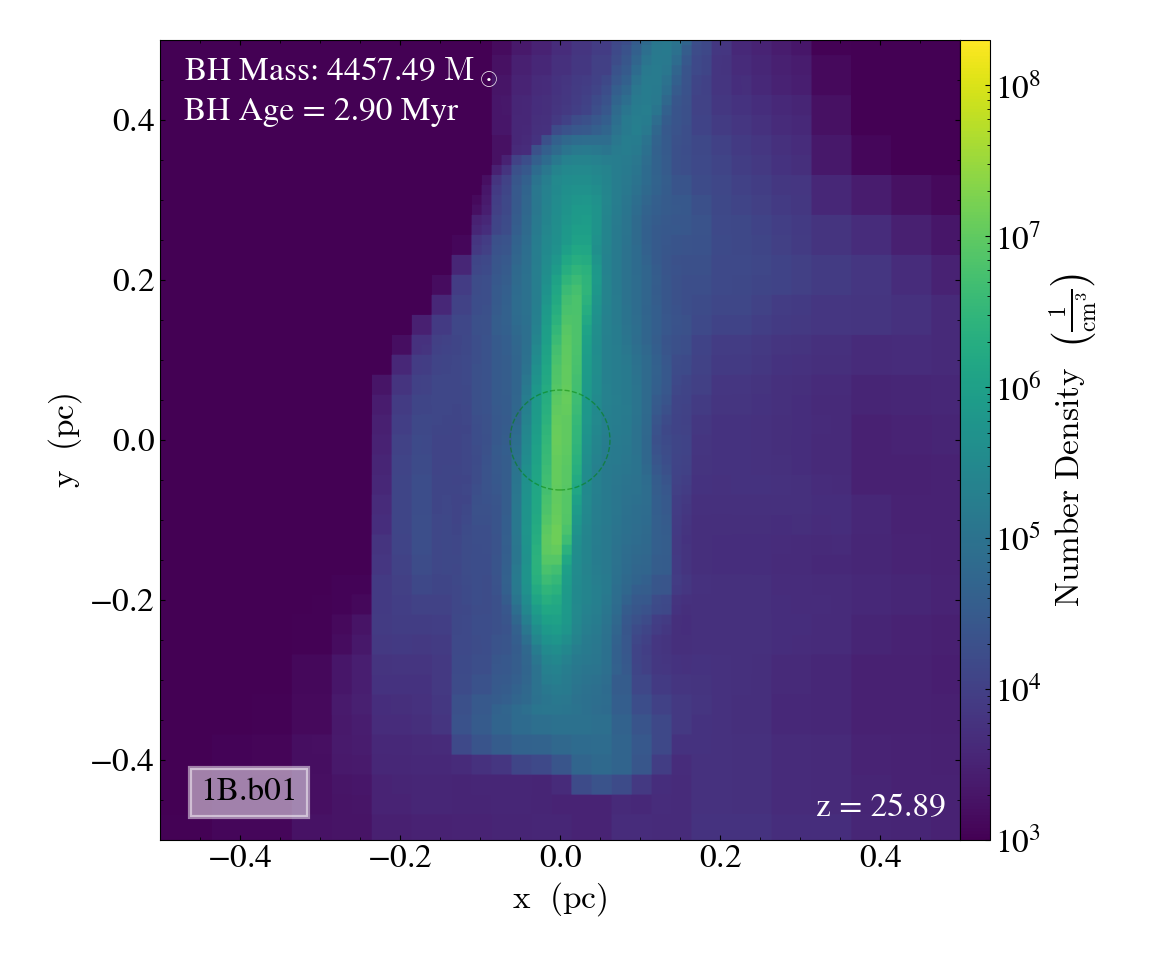 BH Mass: 4457.49 M⊙
BH Age = 2.90 Myr
0.4
0.2
0.0
−0.2
−0.4
y (pc)
1B.b01
z = 25.89
−0.4 −0.2 0.0 0.2 0.4
x (pc)
10^8
10^7
10^6
10^5
10^4
10^3
Number Density (1/cm^3)